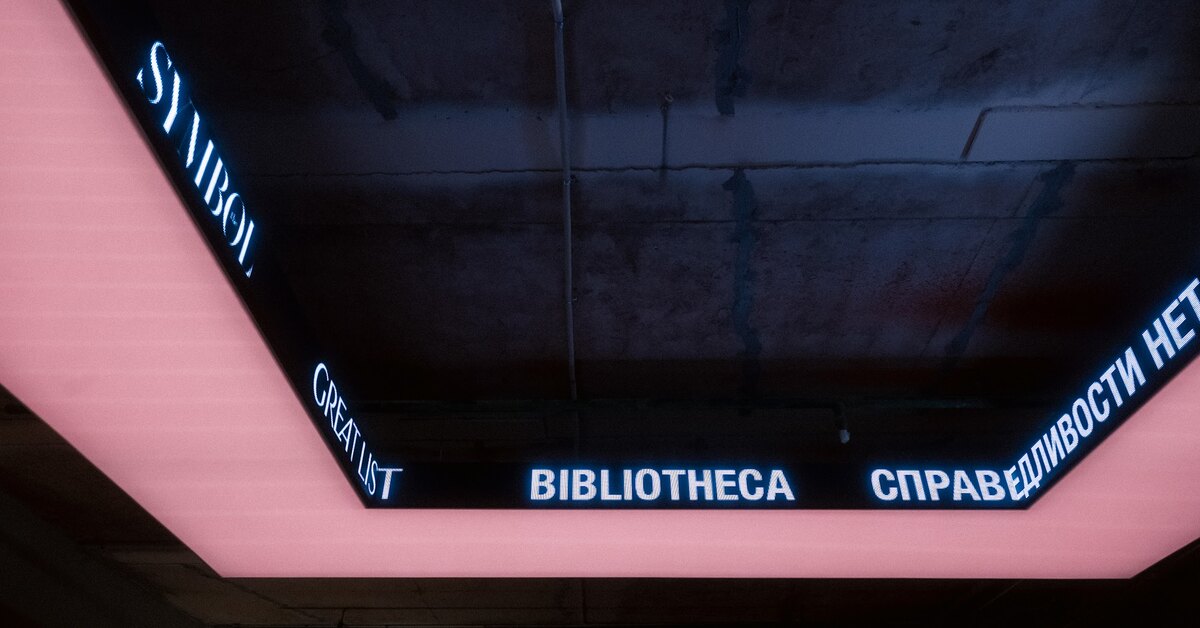 SYMBOL
GREAT LIST
BIBLIOTHECA
СПРАВЕДЛИВОСТИ НЕТ